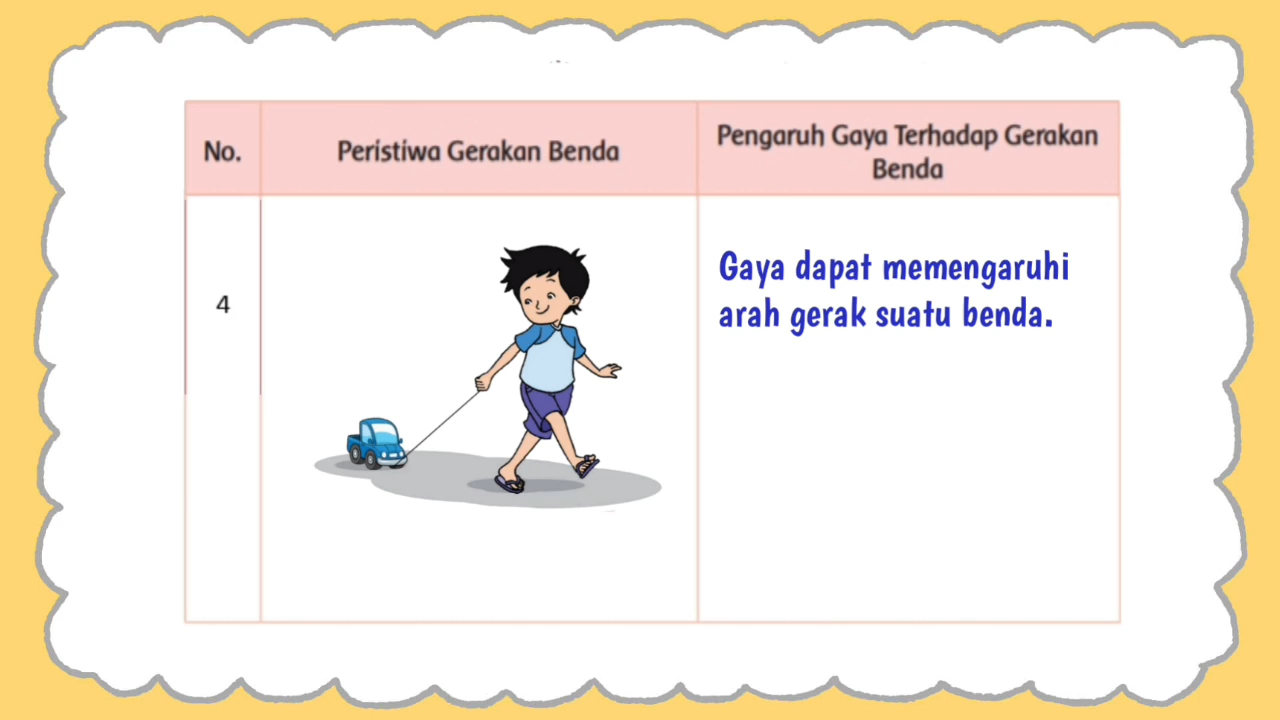 No.
Peristiwa Gerakan Benda
Pengaruh Gaya Terhadap Gerakan
Benda
4
Gaya dapat memengaruhi
arah gerak suatu benda.